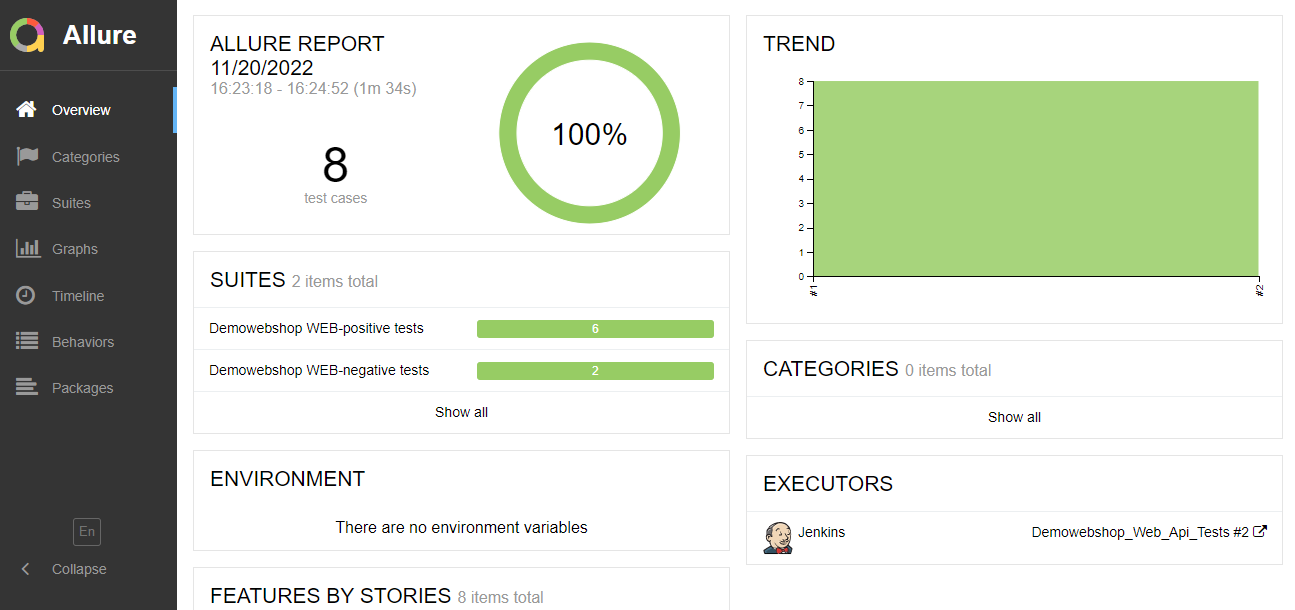 Allure
Overview
Categories
Suites
Graphs
Timeline
Behaviors
Packages
En
Collapse
ALLURE REPORT
11/20/2022
16:23:18 - 16:24:52 (1m 34s)
8
test cases
100%
SUITES 2 items total
Demowebshop WEB-positive tests 6
Demowebshop WEB-negative tests 2
Show all
ENVIRONMENT
There are no environment variables
FEATURES BY STORIES 8 items total
TREND
8
7
6
5
4
3
2
1
0
#1 #2
CATEGORIES 0 items total
Show all
EXECUTORS
Jenkins Demowebshop_Web_Api_Tests #2